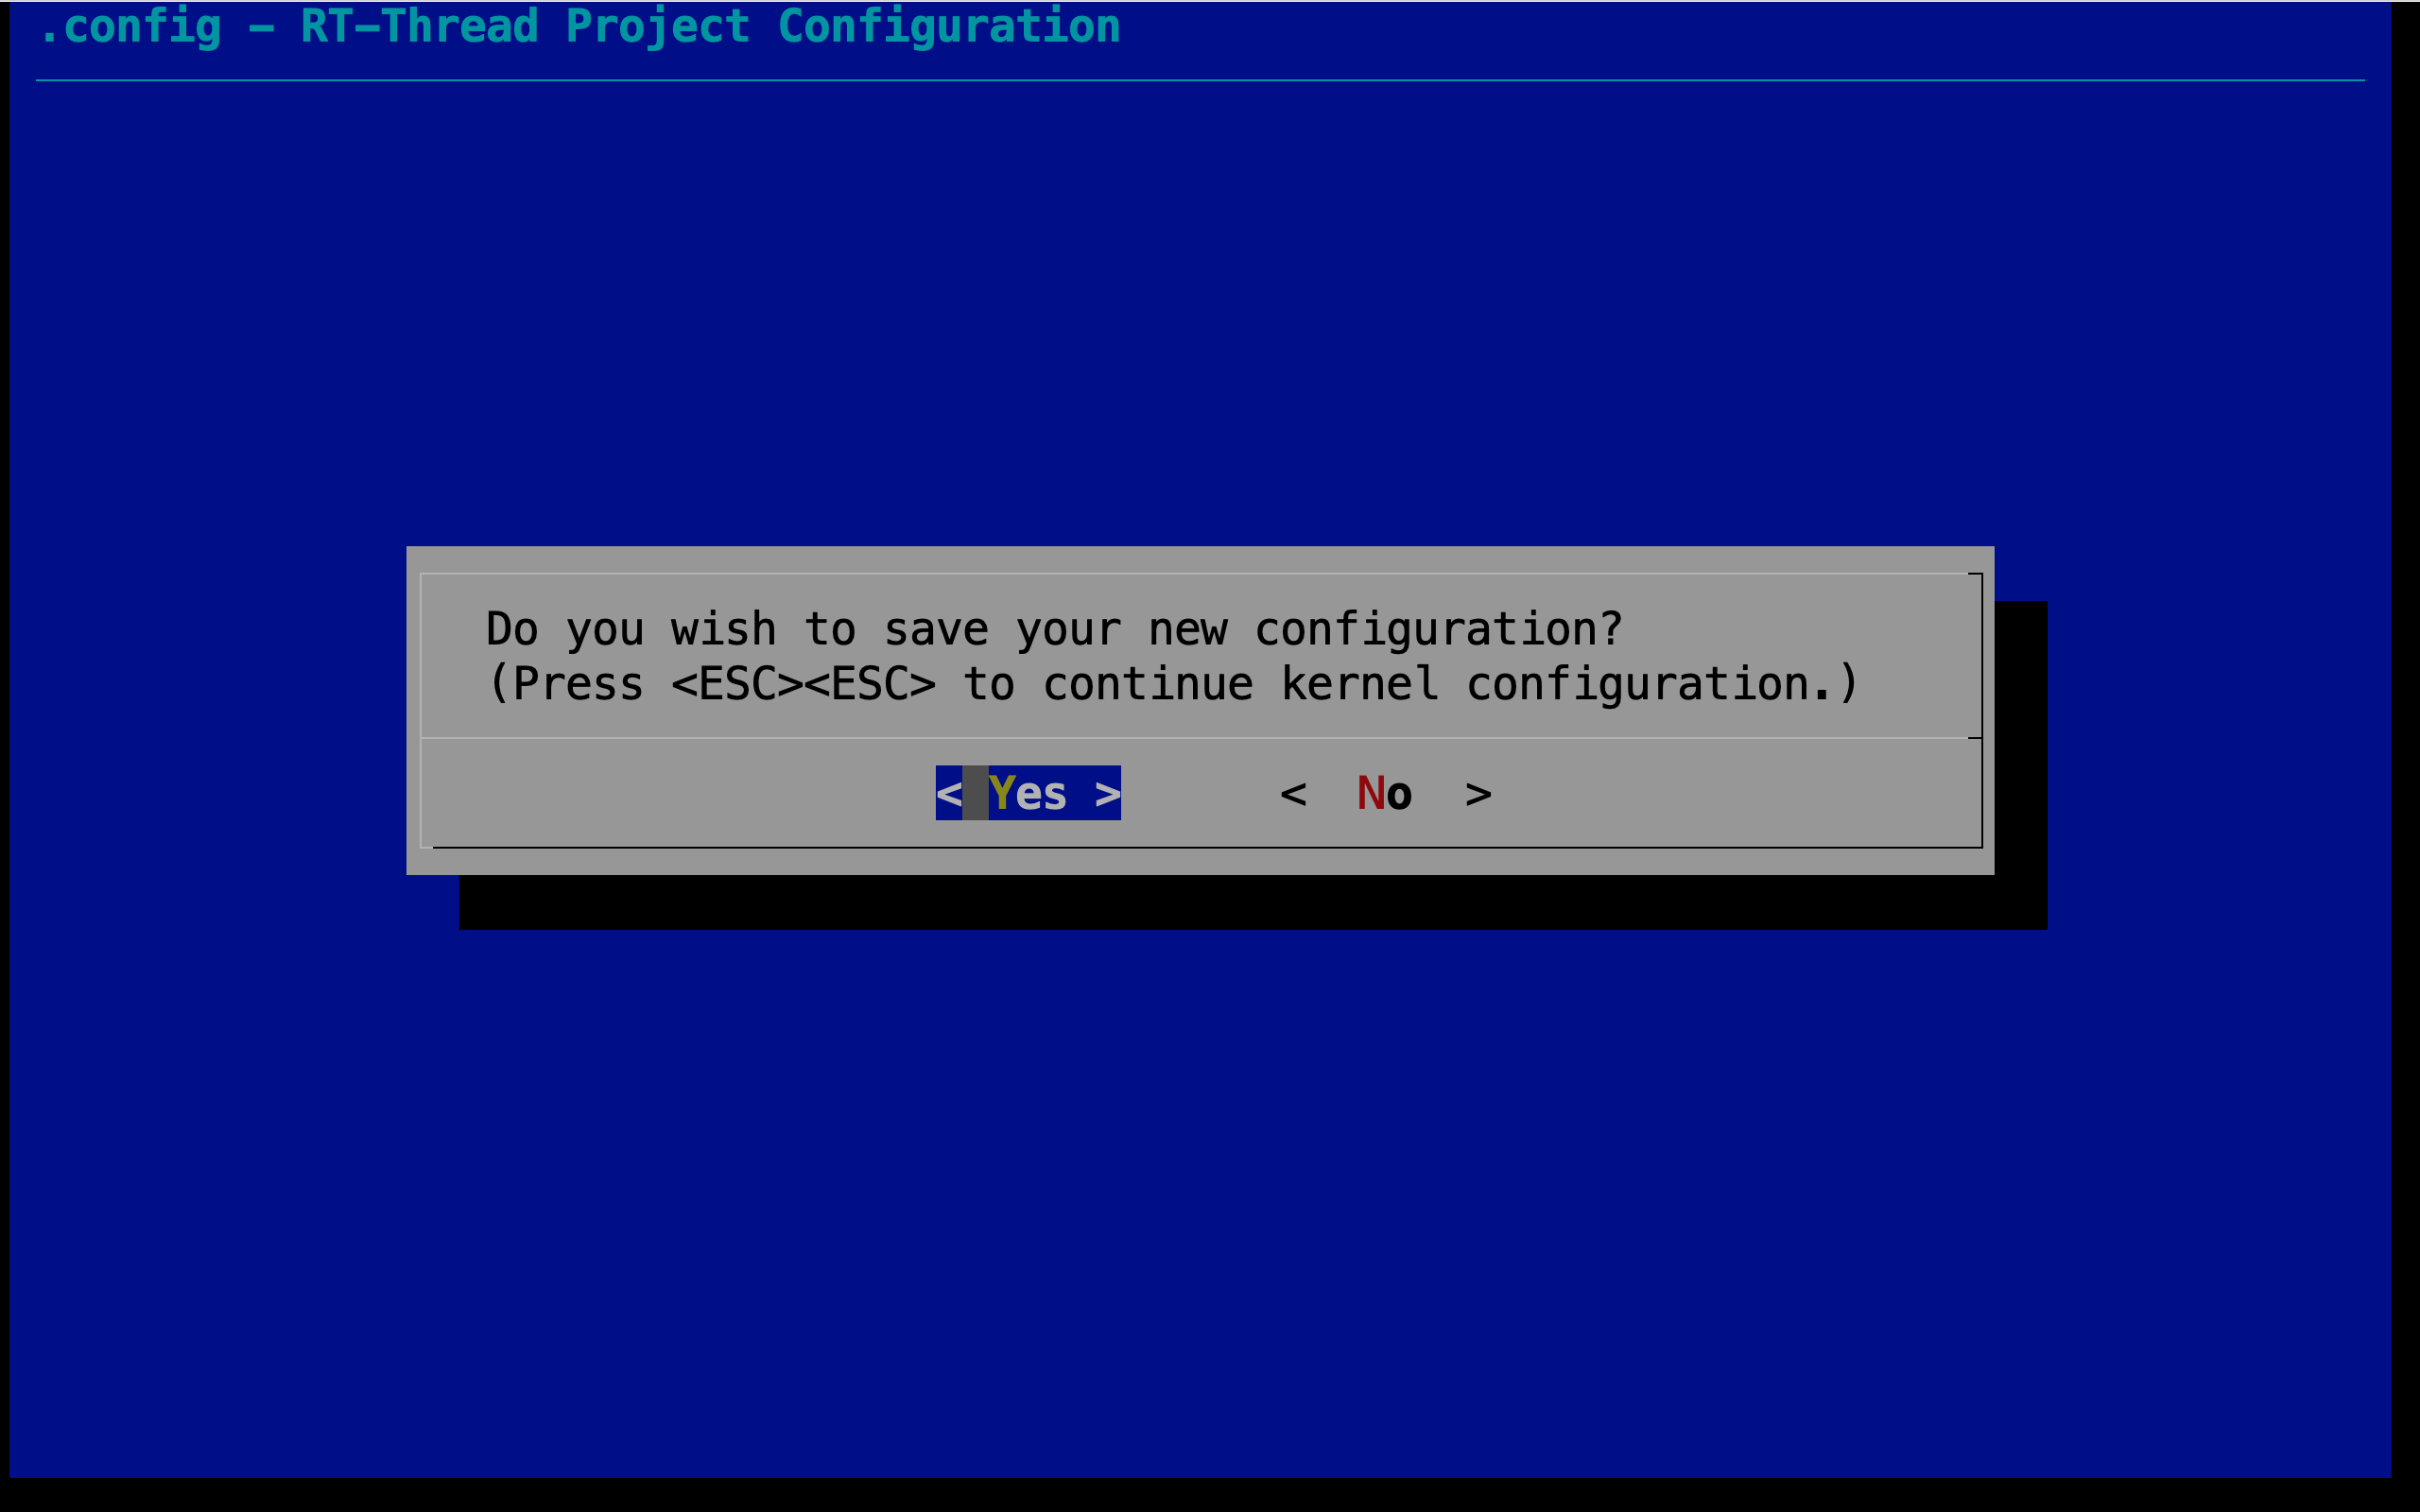 .config - RT-Thread Project Configuration
Do you wish to save your new configuration?
(Press <ESC><ESC> to continue kernel configuration.)
< Yes > <  No  >